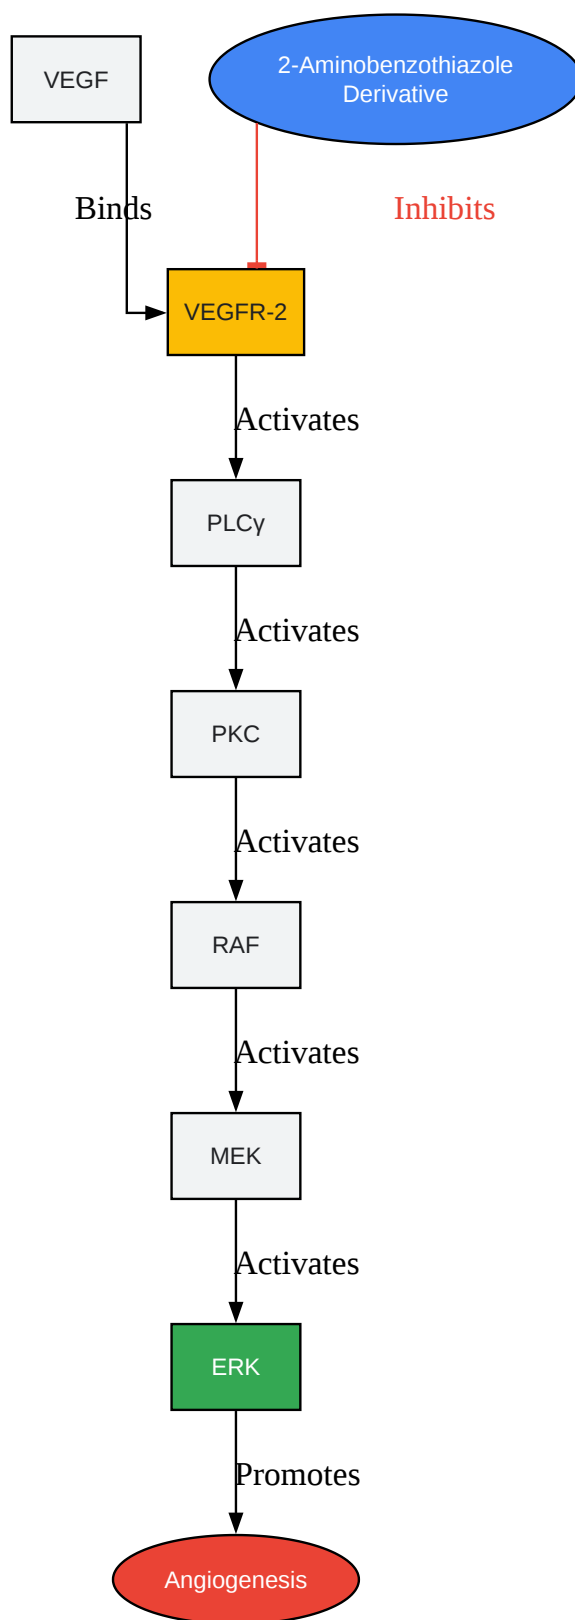 VEGF
2-Aminobenzothiazole
Derivative
Binds
Inhibits
VEGFR-2
Activates
PLCγ
Activates
PKC
Activates
RAF
Activates
MEK
Activates
ERK
Promotes
Angiogenesis